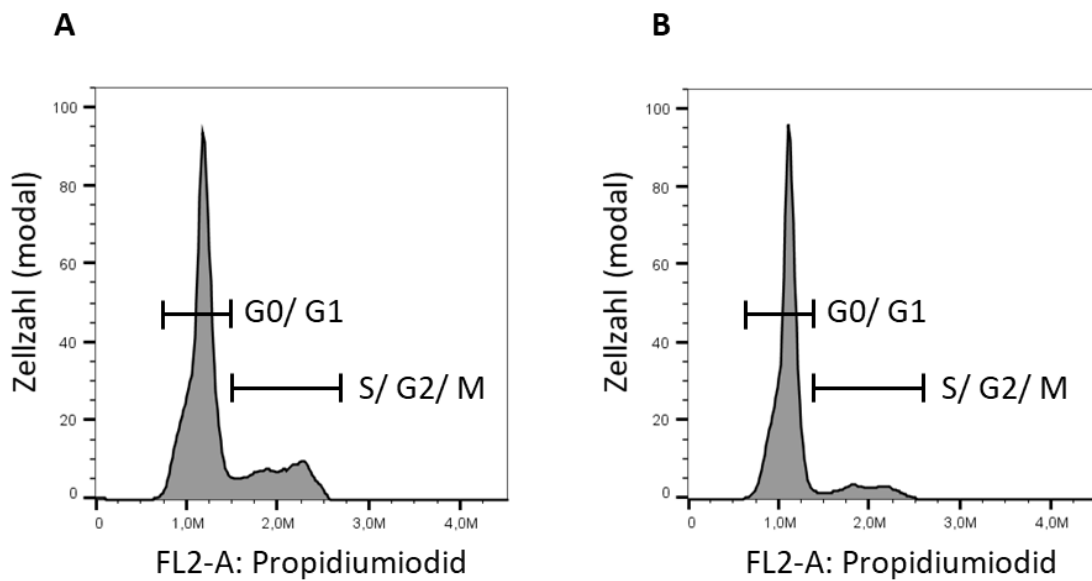 A
B
Zellzahl (modal)
100
80
60
40
20
0
G0/ G1
S/ G2/ M
0
1,0M
2,0M
3,0M
4,0M
FL2-A: Propidiumiodid
Zellzahl (modal)
100
80
60
40
20
0
G0/ G1
S/ G2/ M
0
1,0M
2,0M
3,0M
4,0M
FL2-A: Propidiumiodid